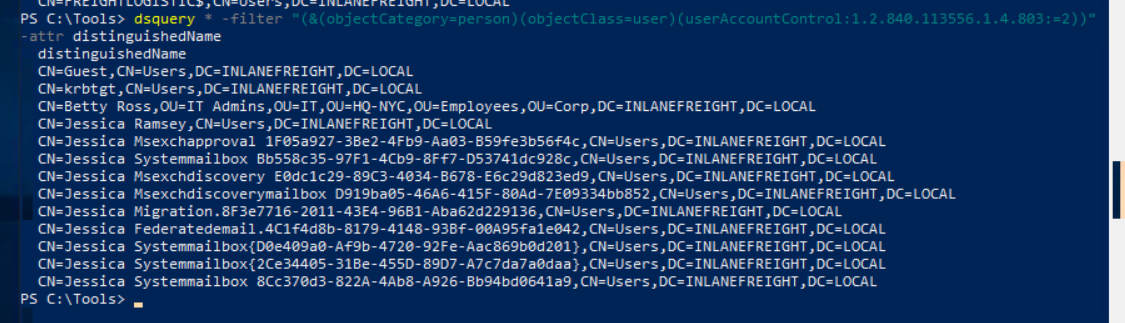 CN=FREIGHTLOGISTIC$,CN=Users,DC=INLANEFREIGHT,DC=LOCAL
PS C:\Tools> dsquery * -filter "(&(objectCategory=person)(objectClass=user)(userAccountControl:1.2.840.113556.1.4.803:=2))"
-attr distinguishedName
distinguishedName
CN=Guest,CN=Users,DC=INLANEFREIGHT,DC=LOCAL
CN=krbtgt,CN=Users,DC=INLANEFREIGHT,DC=LOCAL
CN=Betty Ross,OU=IT Admins,OU=IT,OU=HQ-NYC,OU=Employees,OU=Corp,DC=INLANEFREIGHT,DC=LOCAL
CN=Jessica Ramsey,CN=Users,DC=INLANEFREIGHT,DC=LOCAL
CN=Jessica Msexchapproval 1F05a927-3Be2-4Fb9-Aa03-B59fe3b56f4c,CN=Users,DC=INLANEFREIGHT,DC=LOCAL
CN=Jessica Systemmailbox Bb558c35-97F1-4Cb9-8Ff7-D53741dc928c,CN=Users,DC=INLANEFREIGHT,DC=LOCAL
CN=Jessica Msexchdiscovery E0dc1c29-89C3-4034-B678-E6c29d823ed9,CN=Users,DC=INLANEFREIGHT,DC=LOCAL
CN=Jessica Msexchdiscoverymailbox D919ba05-46A6-415F-80Ad-7E09334bb852,CN=Users,DC=INLANEFREIGHT,DC=LOCAL
CN=Jessica Migration.8F3e7716-2011-43E4-96B1-Aba62d229136,CN=Users,DC=INLANEFREIGHT,DC=LOCAL
CN=Jessica Federatedemail.4C1f4d8b-8179-4148-93Bf-00A95fa1e042,CN=Users,DC=INLANEFREIGHT,DC=LOCAL
CN=Jessica Systemmailbox{D0e409a0-Af9b-4720-92Fe-Aac869b0d201},CN=Users,DC=INLANEFREIGHT,DC=LOCAL
CN=Jessica Systemmailbox{2Ce34405-31Be-455D-89D7-A7c7da7a0daa},CN=Users,DC=INLANEFREIGHT,DC=LOCAL
CN=Jessica Systemmailbox 8Cc370d3-822A-4Ab8-A926-Bb94bd0641a9,CN=Users,DC=INLANEFREIGHT,DC=LOCAL
PS C:\Tools>